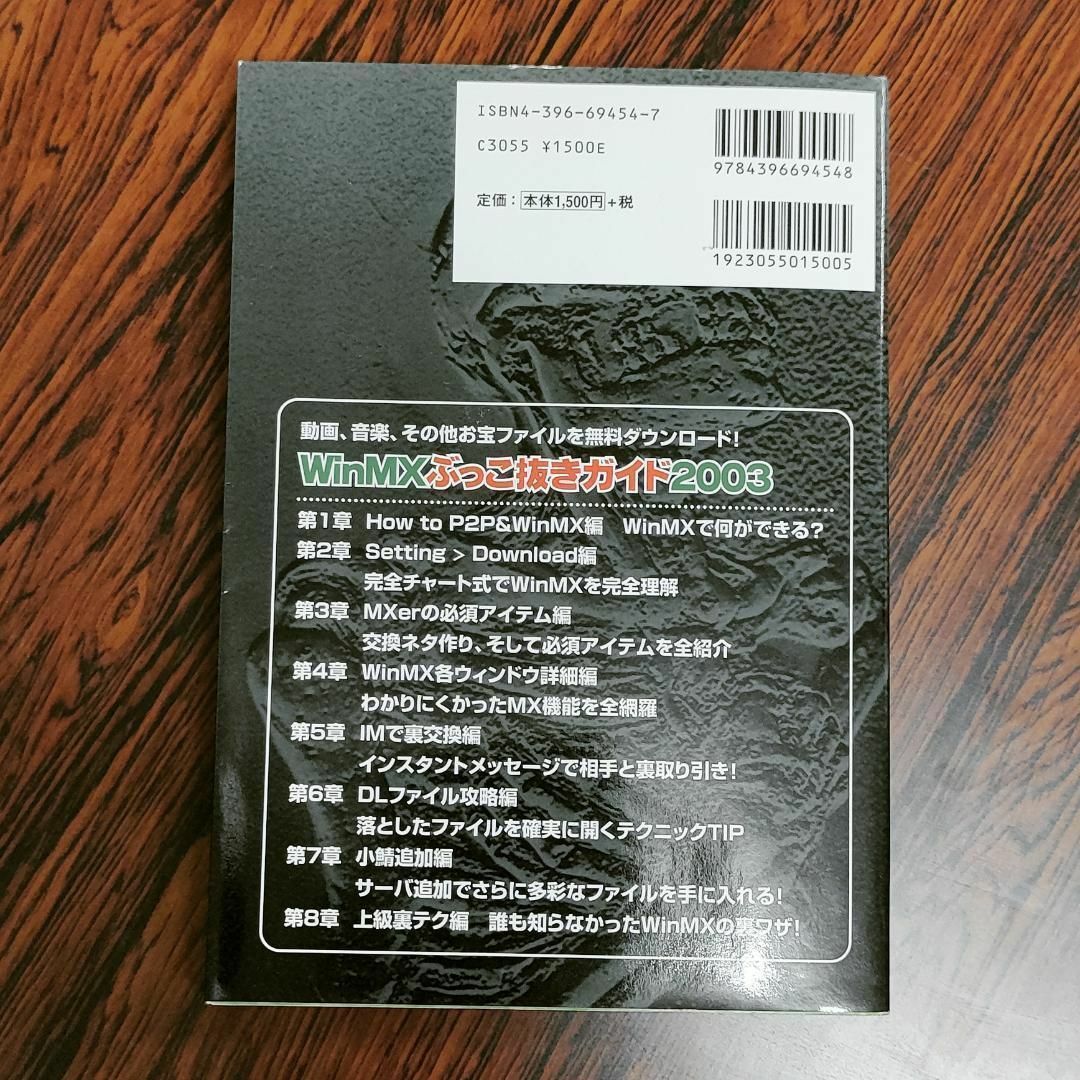 ISBN4-396-69454-7
C3055 ¥1500E
定価：本体1,500円+税
9784396694548
1923055015005
動画、音楽、その他お宝ファイルを無料ダウンロード！
WinMXぶっこ抜きガイド2003
第1章 How to P2P&WinMX編 WinMXで何ができる？
第2章 Setting > Download編
完全チャート式でWinMXを完全理解
第3章 MXerの必須アイテム編
交換ネタ作り、そして必須アイテムを全紹介
第4章 WinMX各ウィンドウ詳細編
わかりにくかったMX機能を全網羅
第5章 IMで裏交換編
インスタントメッセージで相手と裏取り引き！
第6章 DLファイル攻略編
落としたファイルを確実に開くテクニックTIP
第7章 小鯖追加編
サーバ追加でさらに多彩なファイルを手に入れる！
第8章 上級裏テク編 誰も知らなかったWinMXの裏ワザ！